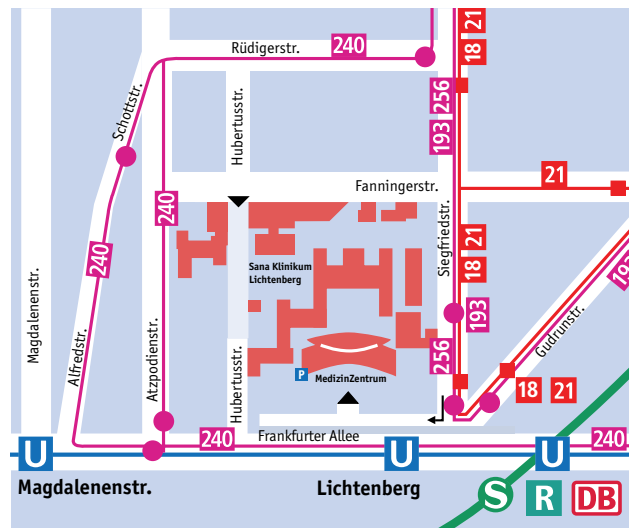 21
18
Rüdigerstr.
240
256
193
Schottstr.
Hubertusstr.
Fanningerstr.
21
240
Siegfriedstr.
21
18
240
Sana Klinikum
Lichtenberg
193
193
Magdalenenstr.
Alfredstr.
Atzpodienstr.
Hubertusstr.
256
Gudrunstr.
P
MedizinZentrum
18
21
240
Frankfurter Allee
240
U
U
U
Magdalenenstr.
Lichtenberg
S
R
DB